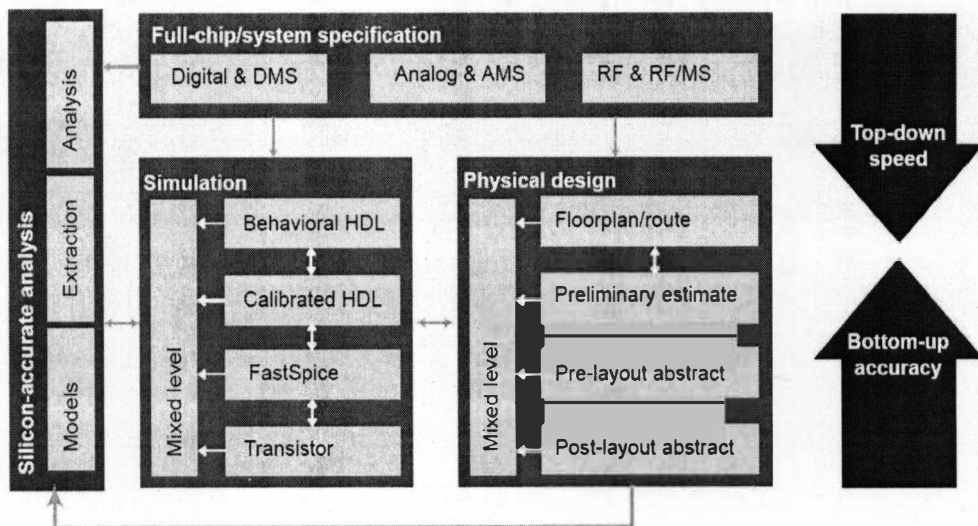 Full-chip/system specification
Digital & DMS
Analog & AMS
RF & RF/MS
Silicon-accurate analysis
Analysis
Extraction
Models
Simulation
Mixed level
Behavioral HDL
Calibrated HDL
FastSpice
Transistor
Physical design
Mixed level
Floorplan/route
Preliminary estimate
Pre-layout abstract
Post-layout abstract
Top-down
speed
Bottom-up
accuracy